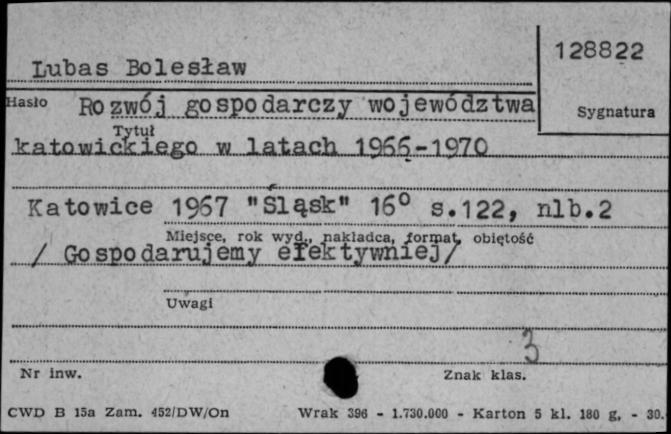 128822
Lubas Bolesław
Hasło Rozwój gospodarczy województwa
Sygnatura
Tytuł
katowickiego w latach 1966-1970
Katowice 1967 "Śląsk" 16° s.122, nlb.2
Miejsce, rok wyd., nakładca, format, objętość
/ Gospodarujemy efektywniej/
Uwagi
3
Nr inw.
Znak klas.
CWD B 15a Zam. 452/DW/On Wrak 396 - 1.730.000 - Karton 5 kl. 180 g. - 30.